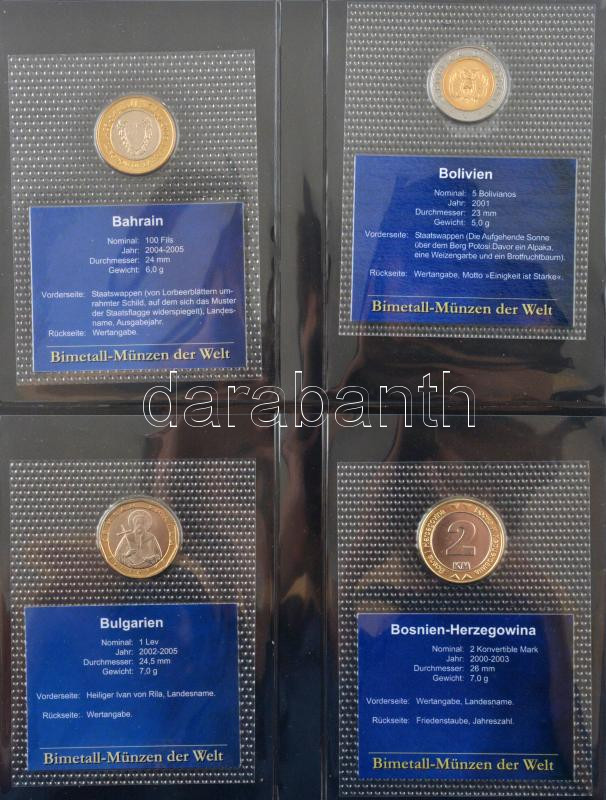 Bahrain
Nominal: 100 Fils
Jahr: 2004-2005
Durchmesser: 24 mm
Gewicht: 6,0 g
Vorderseite: Staatswappen (von Lorbeerblättern um-
rahmter Schild, auf dem sich das Muster
der Staatsflagge widerspiegelt), Landes-
name, Ausgabejahr.
Rückseite: Wertangabe.
Bimetall-Münzen der Welt
Bolivien
Nominal: 5 Bolivianos
Jahr: 2001
Durchmesser: 23 mm
Gewicht: 5,0 g
Vorderseite: Staatswappen (Die Aufgehende Sonne
über dem Berg Potosi.Davor ein Alpaka,
eine Weizengarbe und ein Brotfruchtbaum).
Rückseite: Wertangabe, Motto »Einigkeit ist Stärke«.
Bimetall-Münzen der Welt
darabanth
Bulgarien
Nominal: 1 Lev
Jahr: 2002-2005
Durchmesser: 24,5 mm
Gewicht: 7,0 g
Vorderseite: Heiliger Ivan von Rila, Landesname.
Rückseite: Wertangabe.
Bimetall-Münzen der Welt
2
KM
Bosnien-Herzegowina
Nominal: 2 Konvertible Mark
Jahr: 2000-2003
Durchmesser: 26 mm
Gewicht: 7,0 g
Vorderseite: Wertangabe, Landesname.
Rückseite: Friedenstaube, Jahreszahl.
Bimetall-Münzen der Welt